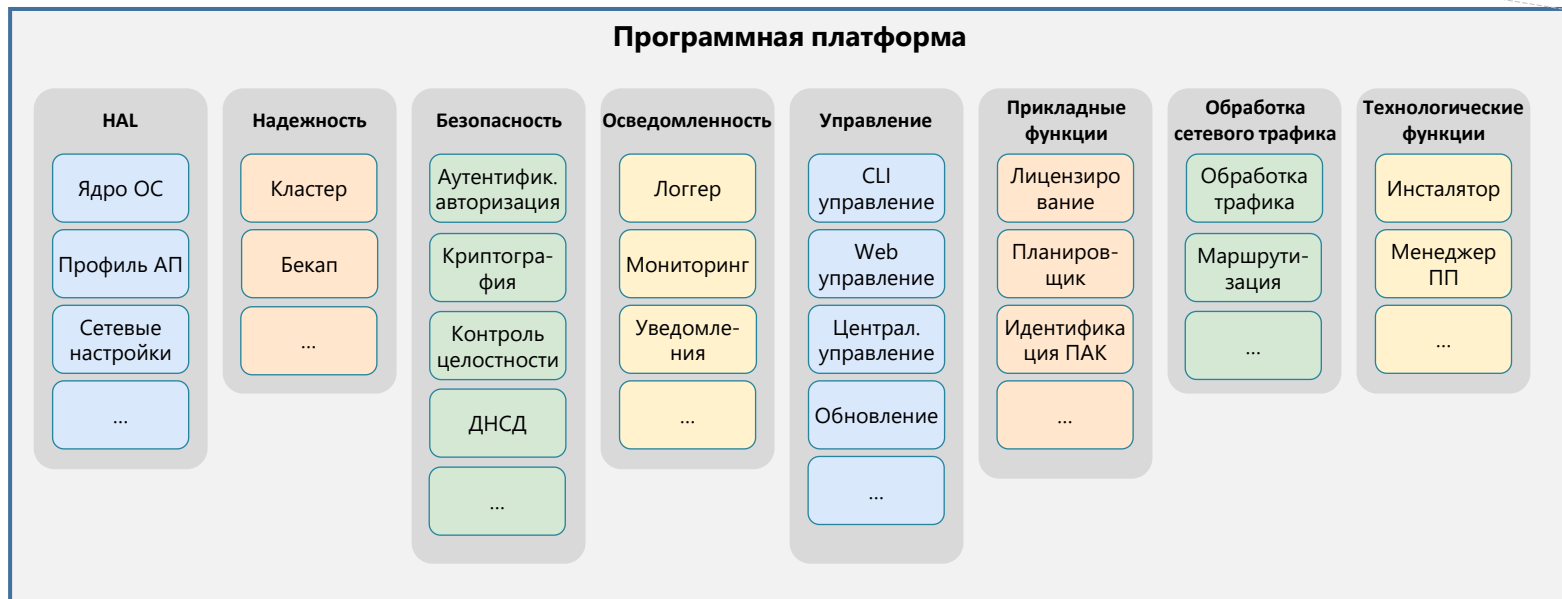 Программная платформа
HAL
Ядро ОС
Профиль АП
Сетевые
настройки
...
Надежность
Кластер
Бекап
...
Безопасность
Аутентифик.
авторизация
Криптогра-
фия
Контроль
целостности
ДНСД
...
Осведомленность
Логгер
Мониторинг
Уведомле-
ния
...
Управление
CLI
управление
Web
управление
Централ.
управление
Обновление
...
Прикладные
функции
Лицензиро
вание
Планиров-
щик
Идентифика
ция ПАК
...
Обработка
сетевого трафика
Обработка
трафика
Маршрути-
зация
...
Технологические
функции
Инсталятор
Менеджер
ПП
...